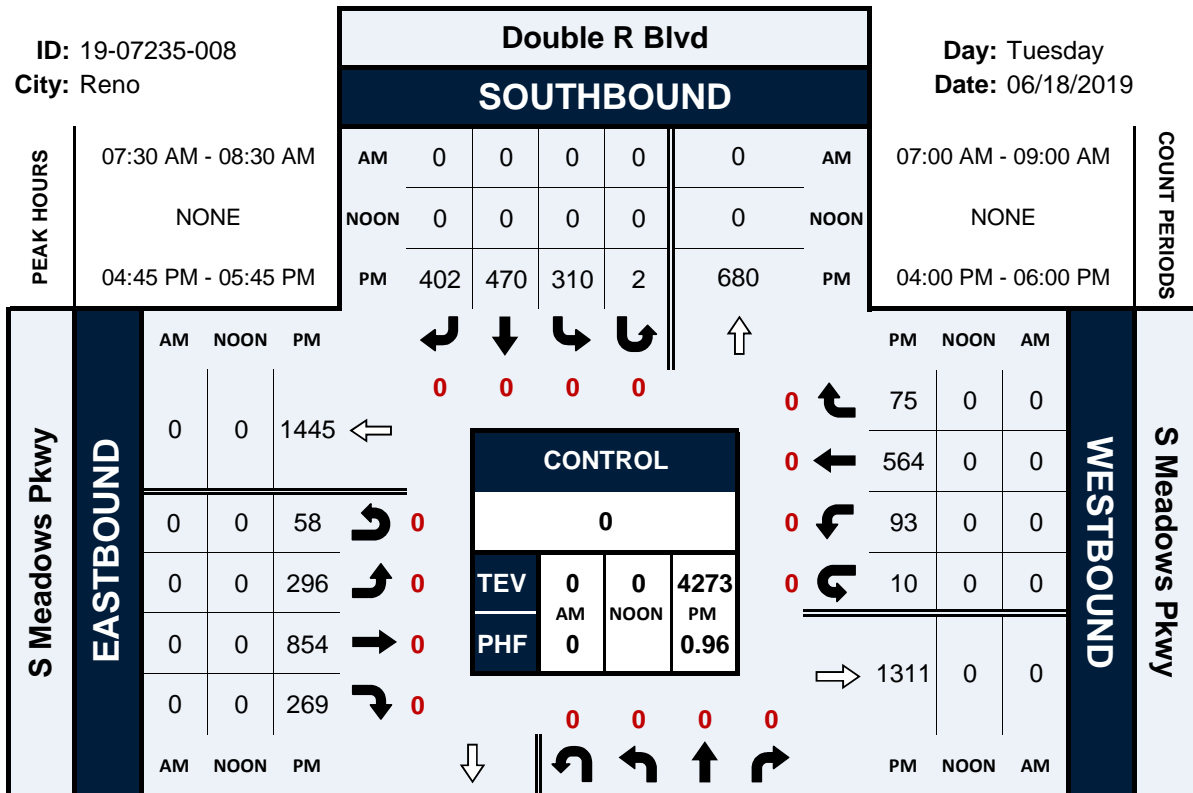 ID: 19-07235-008
City: Reno
Double R Blvd
SOUTHBOUND
Day: Tuesday
Date: 06/18/2019
PEAK HOURS
07:30 AM - 08:30 AM
NONE
04:45 PM - 05:45 PM
AM 0 0 0 0 0 AM
NOON 0 0 0 0 0 NOON
PM 402 470 310 2 680 PM
07:00 AM - 09:00 AM
NONE
04:00 PM - 06:00 PM
COUNT PERIODS
0 0 0 0
S Meadows Pkwy
EASTBOUND
AM NOON PM
0 0 1445
0 0 58 0
0 0 296 0
0 0 854 0
0 0 269 0
AM NOON PM
CONTROL
0
TEV 0 0 4273
AM NOON PM
PHF 0 0.96
PM NOON AM
0 75 0 0
0 564 0 0
0 93 0 0
0 10 0 0
1311 0 0
PM NOON AM
WESTBOUND
S Meadows Pkwy
0 0 0 0